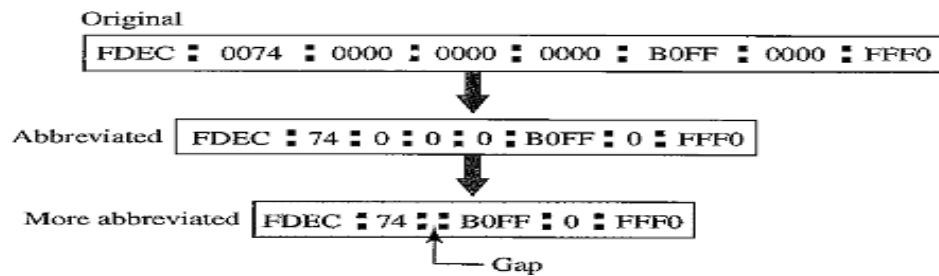 Original
FDEC : 0074 : 0000 : 0000 : 0000 : B0FF : 0000 : FFF0
Abbreviated FDEC : 74 : 0 : 0 : 0 : B0FF : 0 : FFF0
More abbreviated FDEC : 74 : : B0FF : 0 : FFF0
Gap